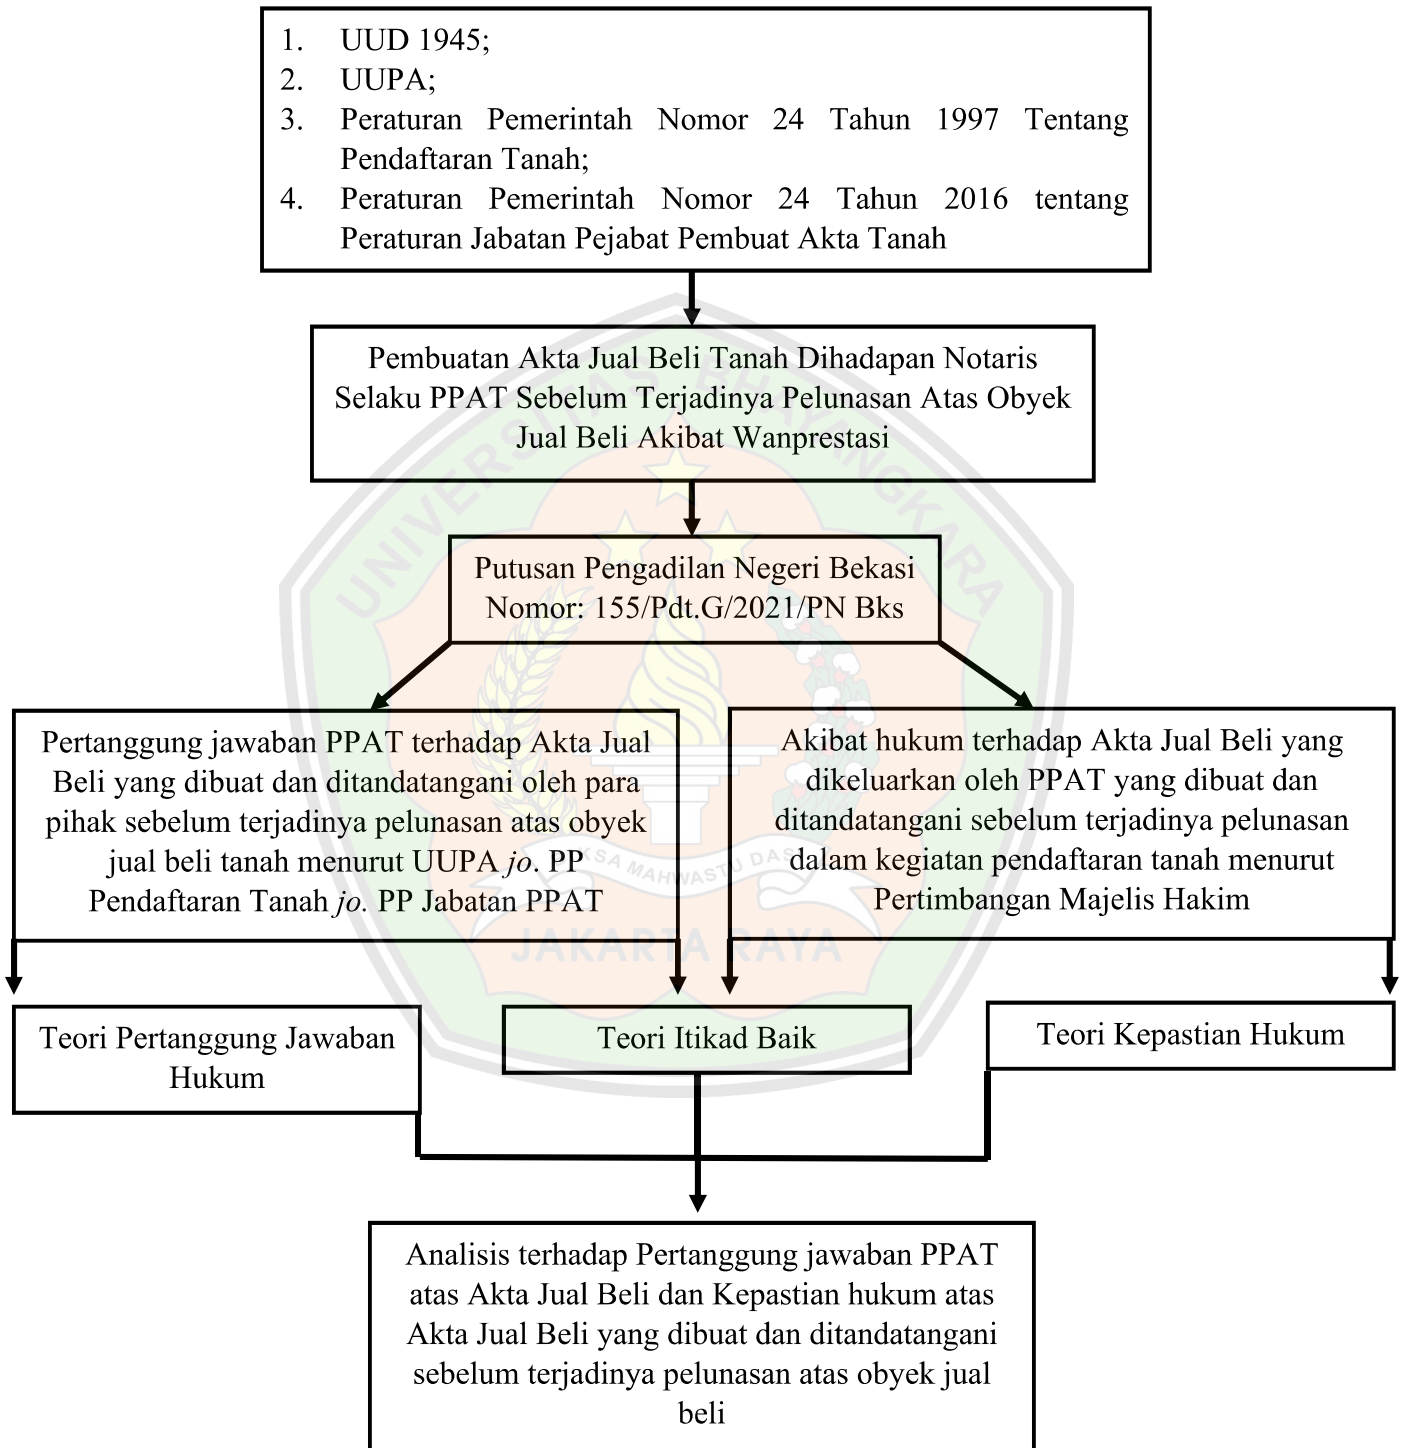 1. UUD 1945;
2. UUPA;
3. Peraturan Pemerintah Nomor 24 Tahun 1997 Tentang
Pendaftaran Tanah;
4. Peraturan Pemerintah Nomor 24 Tahun 2016 tentang
Peraturan Jabatan Pejabat Pembuat Akta Tanah
Pembuatan Akta Jual Beli Tanah Dihadapan Notaris
Selaku PPAT Sebelum Terjadinya Pelunasan Atas Obyek
Jual Beli Akibat Wanprestasi
UNIVERSITAS BHAYANGKARA
Putusan Pengadilan Negeri Bekasi
Nomor: 155/Pdt.G/2021/PN Bks
Pertanggung jawaban PPAT terhadap Akta Jual
Beli yang dibuat dan ditandatangani oleh para
pihak sebelum terjadinya pelunasan atas obyek
jual beli tanah menurut UUPA jo. PP
Pendaftaran Tanah jo. PP Jabatan PPAT
Akibat hukum terhadap Akta Jual Beli yang
dikeluarkan oleh PPAT yang dibuat dan
ditandatangani sebelum terjadinya pelunasan
dalam kegiatan pendaftaran tanah menurut
Pertimbangan Majelis Hakim
MAHWASTU
JAKARTA RAYA
Teori Pertanggung Jawaban
Hukum
Teori Itikad Baik
Teori Kepastian Hukum
Analisis terhadap Pertanggung jawaban PPAT
atas Akta Jual Beli dan Kepastian hukum atas
Akta Jual Beli yang dibuat dan ditandatangani
sebelum terjadinya pelunasan atas obyek jual
beli